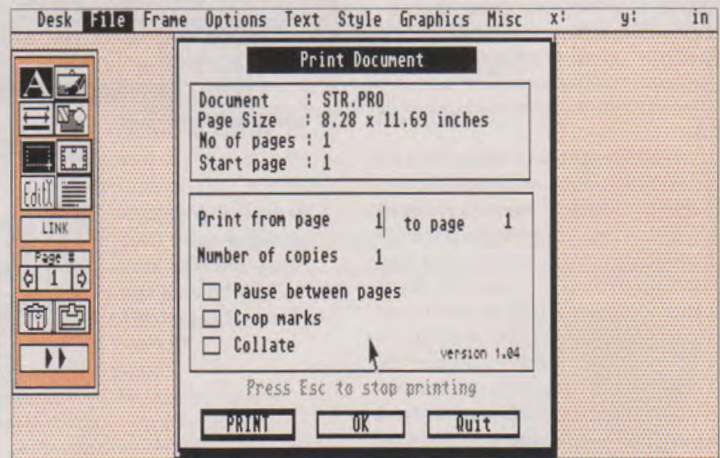 Desk File Frame Options Text Style Graphics Misc x: y: in
A
EditX
LINK
Page #
1
Print Document
Document : STR.PRO
Page Size : 8.28 x 11.69 inches
No of pages : 1
Start page : 1
Print from page 1 to page 1
Number of copies 1
Pause between pages
Crop marks
Collate
version 1.04
Press Esc to stop printing
PRINT OK Quit